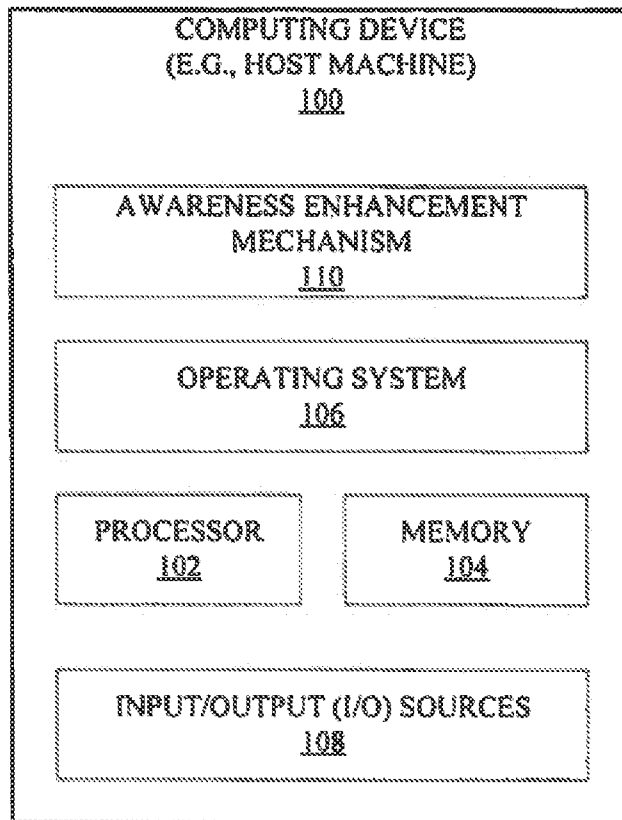 COMPUTING DEVICE
(E.G., HOST MACHINE)
100
AWARENESS ENHANCEMENT
MECHANISM
110
OPERATING SYSTEM
106
PROCESSOR
102
MEMORY
104
INPUT/OUTPUT (I/O) SOURCES
108